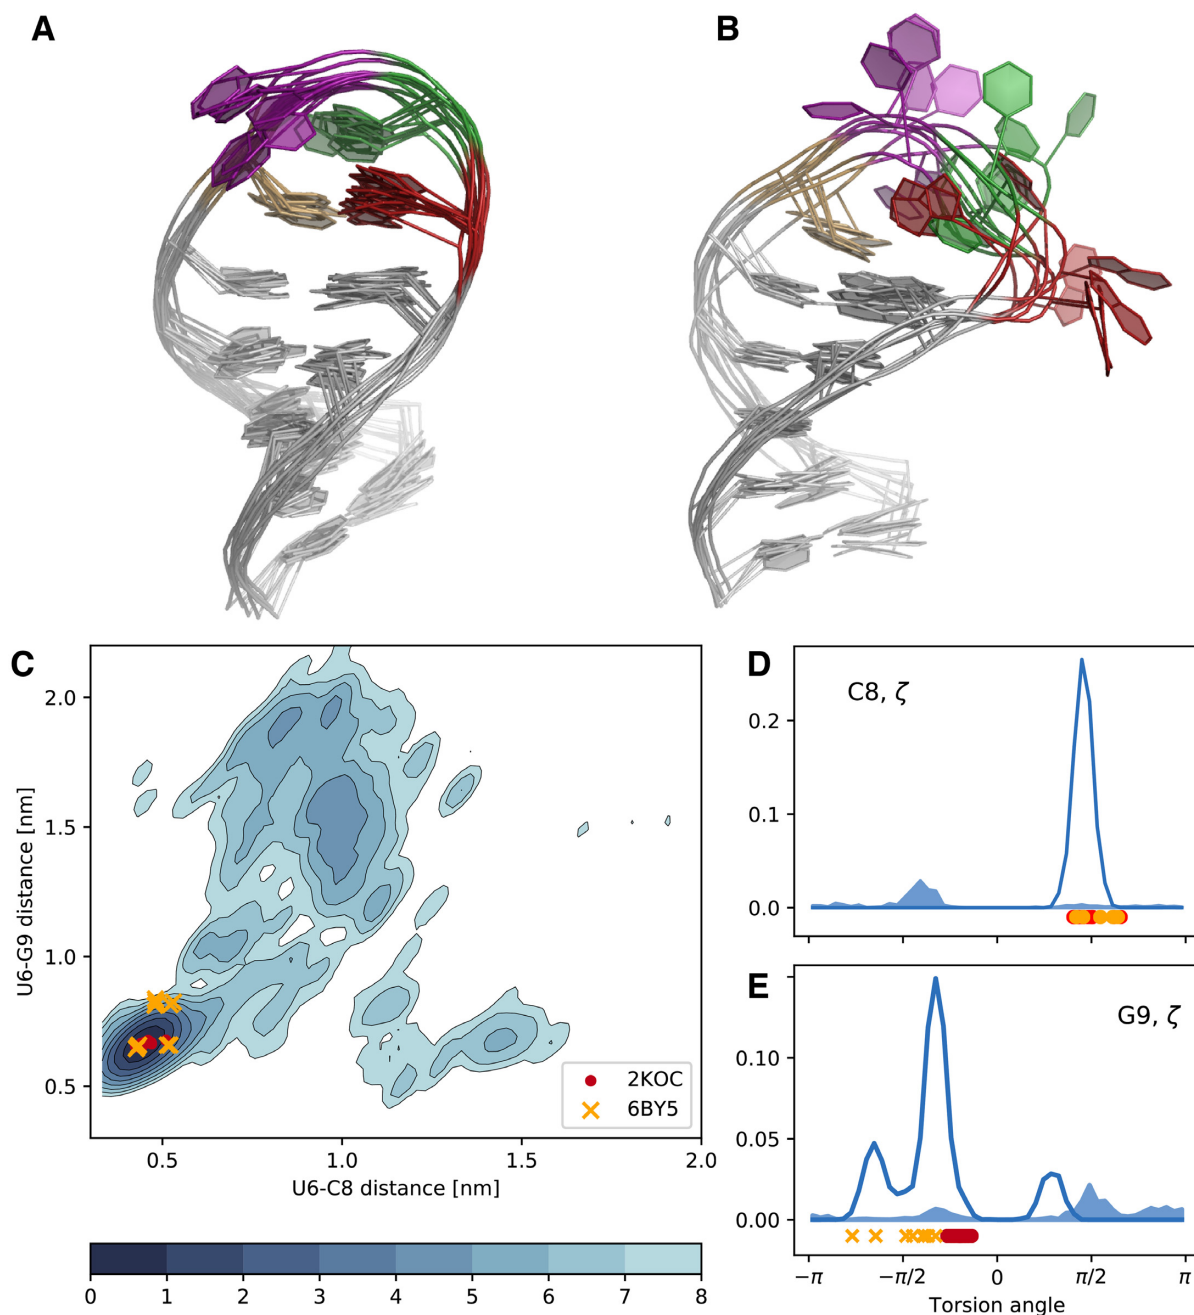 A
B
C
2.0
1.5
1.0
0.5
U6-G9 distance [nm]
0.5
1.0
1.5
2.0
U6-C8 distance [nm]
2KOC
6BY5
0
1
2
3
4
5
6
7
8
D
C8, ζ
0.2
0.1
0.0
E
G9, ζ
0.10
0.05
0.00
−π
−π/2
0
π/2
π
Torsion angle